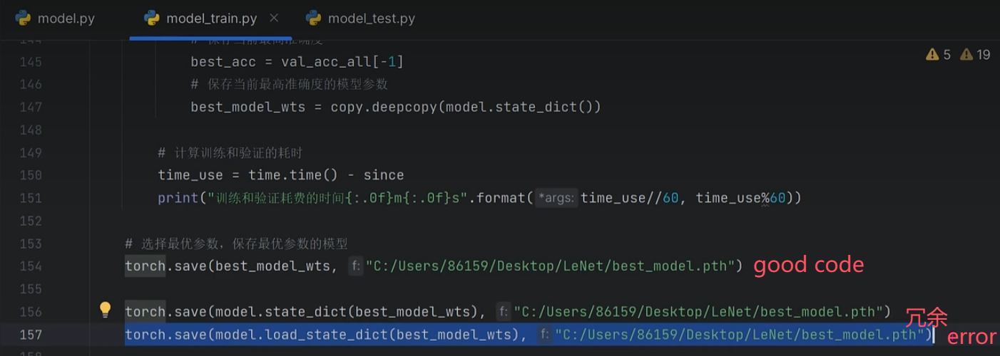 model.py model_train.py model_test.py
5 19
145 best_acc = val_acc_all[-1]
146 # 保存当前最高准确度的模型参数
147 best_model_wts = copy.deepcopy(model.state_dict())
148
149 # 计算训练和验证的耗时
150 time_use = time.time() - since
151 print("训练和验证耗费的时间{:.0f}m{:.0f}s".format( *args: time_use//60, time_use%60))
152
153 # 选择最优参数，保存最优参数的模型
154 torch.save(best_model_wts, f: "C:/Users/86159/Desktop/LeNet/best_model.pth") good code
155
156 torch.save(model.state_dict(best_model_wts), f: "C:/Users/86159/Desktop/LeNet/best_model.pth") 冗余
157 torch.save(model.load_state_dict(best_model_wts), f: "C:/Users/86159/Desktop/LeNet/best_model.pth") error